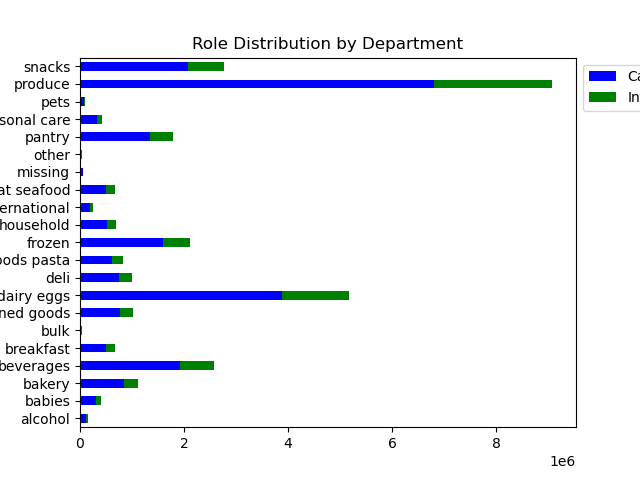 Role Distribution by Department
snacks
produce
pets
sonal care
pantry
other
missing
at seafood
ernational
household
frozen
oods pasta
deli
dairy eggs
ned goods
bulk
breakfast
beverages
bakery
babies
alcohol
0 2 4 6 8
1e6
Ca
In